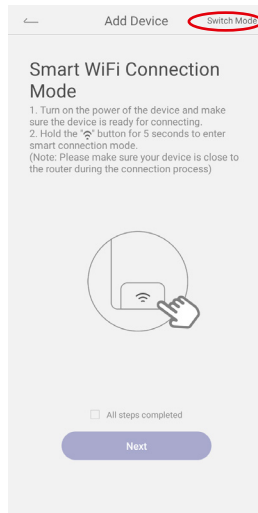 Add Device
Switch Mode
Smart WiFi Connection
Mode
1. Turn on the power of the device and make
sure the device is ready for connecting.
2. Hold the "" button for 5 seconds to enter
smart connection mode.
(Note: Please make sure your device is close to
the router during the connection process)
All steps completed
Next